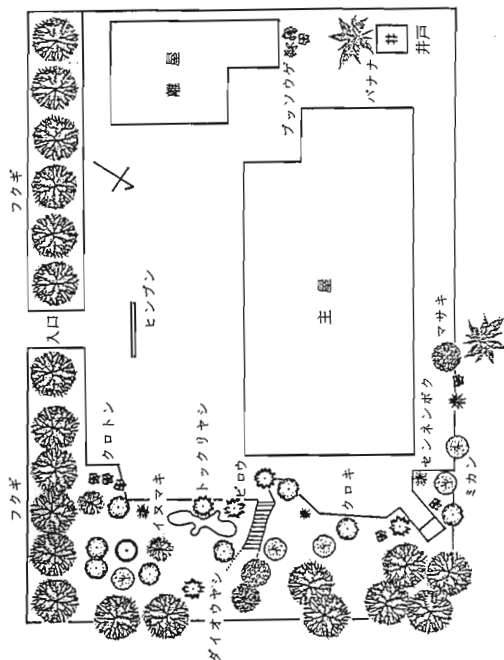 フクギ
フクギ
入口
離屋
ブッソウゲ
バナナ
井戸
ヒンプン
主屋
クロトン
イヌマキ
トックリヤシ
ビロウ
ダイオウヤシ
クロキ
センネンボク
マサキ
ミカン